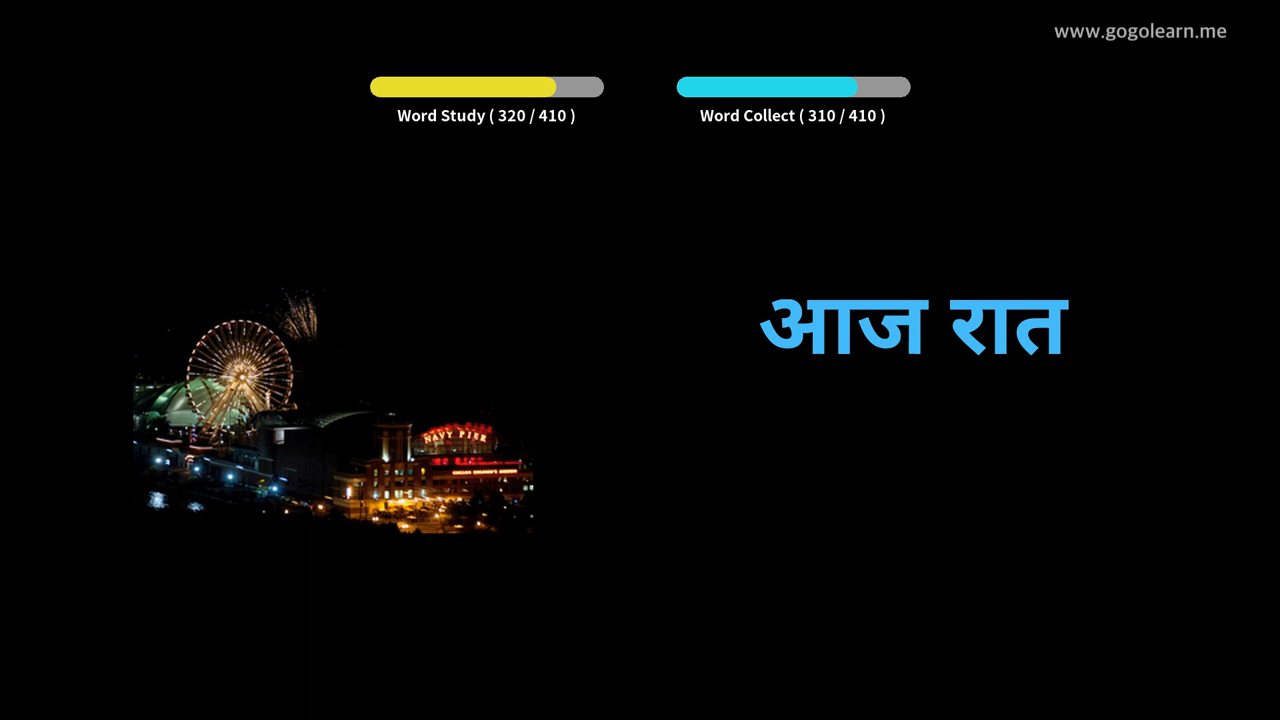 www.gogolearn.me
Word Study ( 320 / 410 )
Word Collect ( 310 / 410 )
आज रात
NAVY PIER